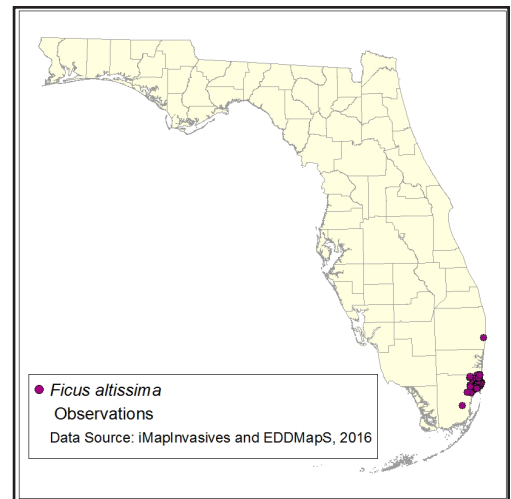 Ficus altissima
Observations
Data Source: iMapInvasives and EDDMapS, 2016